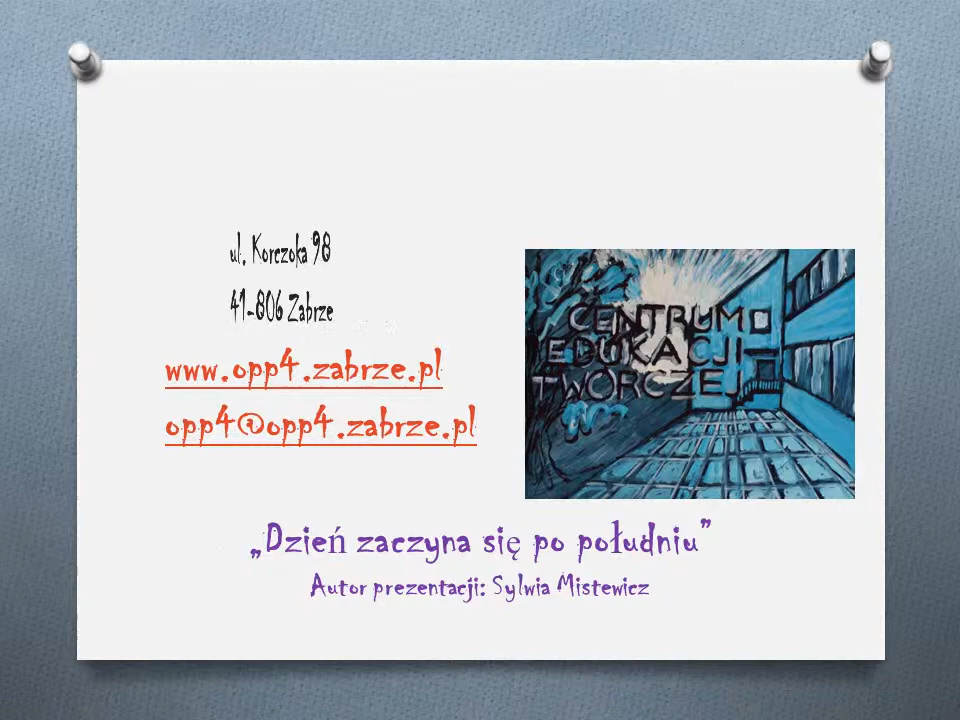 ul. Korczoka 98
41-806 Zabrze
www.opp4.zabrze.pl
opp4@opp4.zabrze.pl
CENTRUM
EDUKACJI
TWÓRCZEJ
„Dzień zaczyna się po południu”
Autor prezentacji: Sylwia Mistewicz